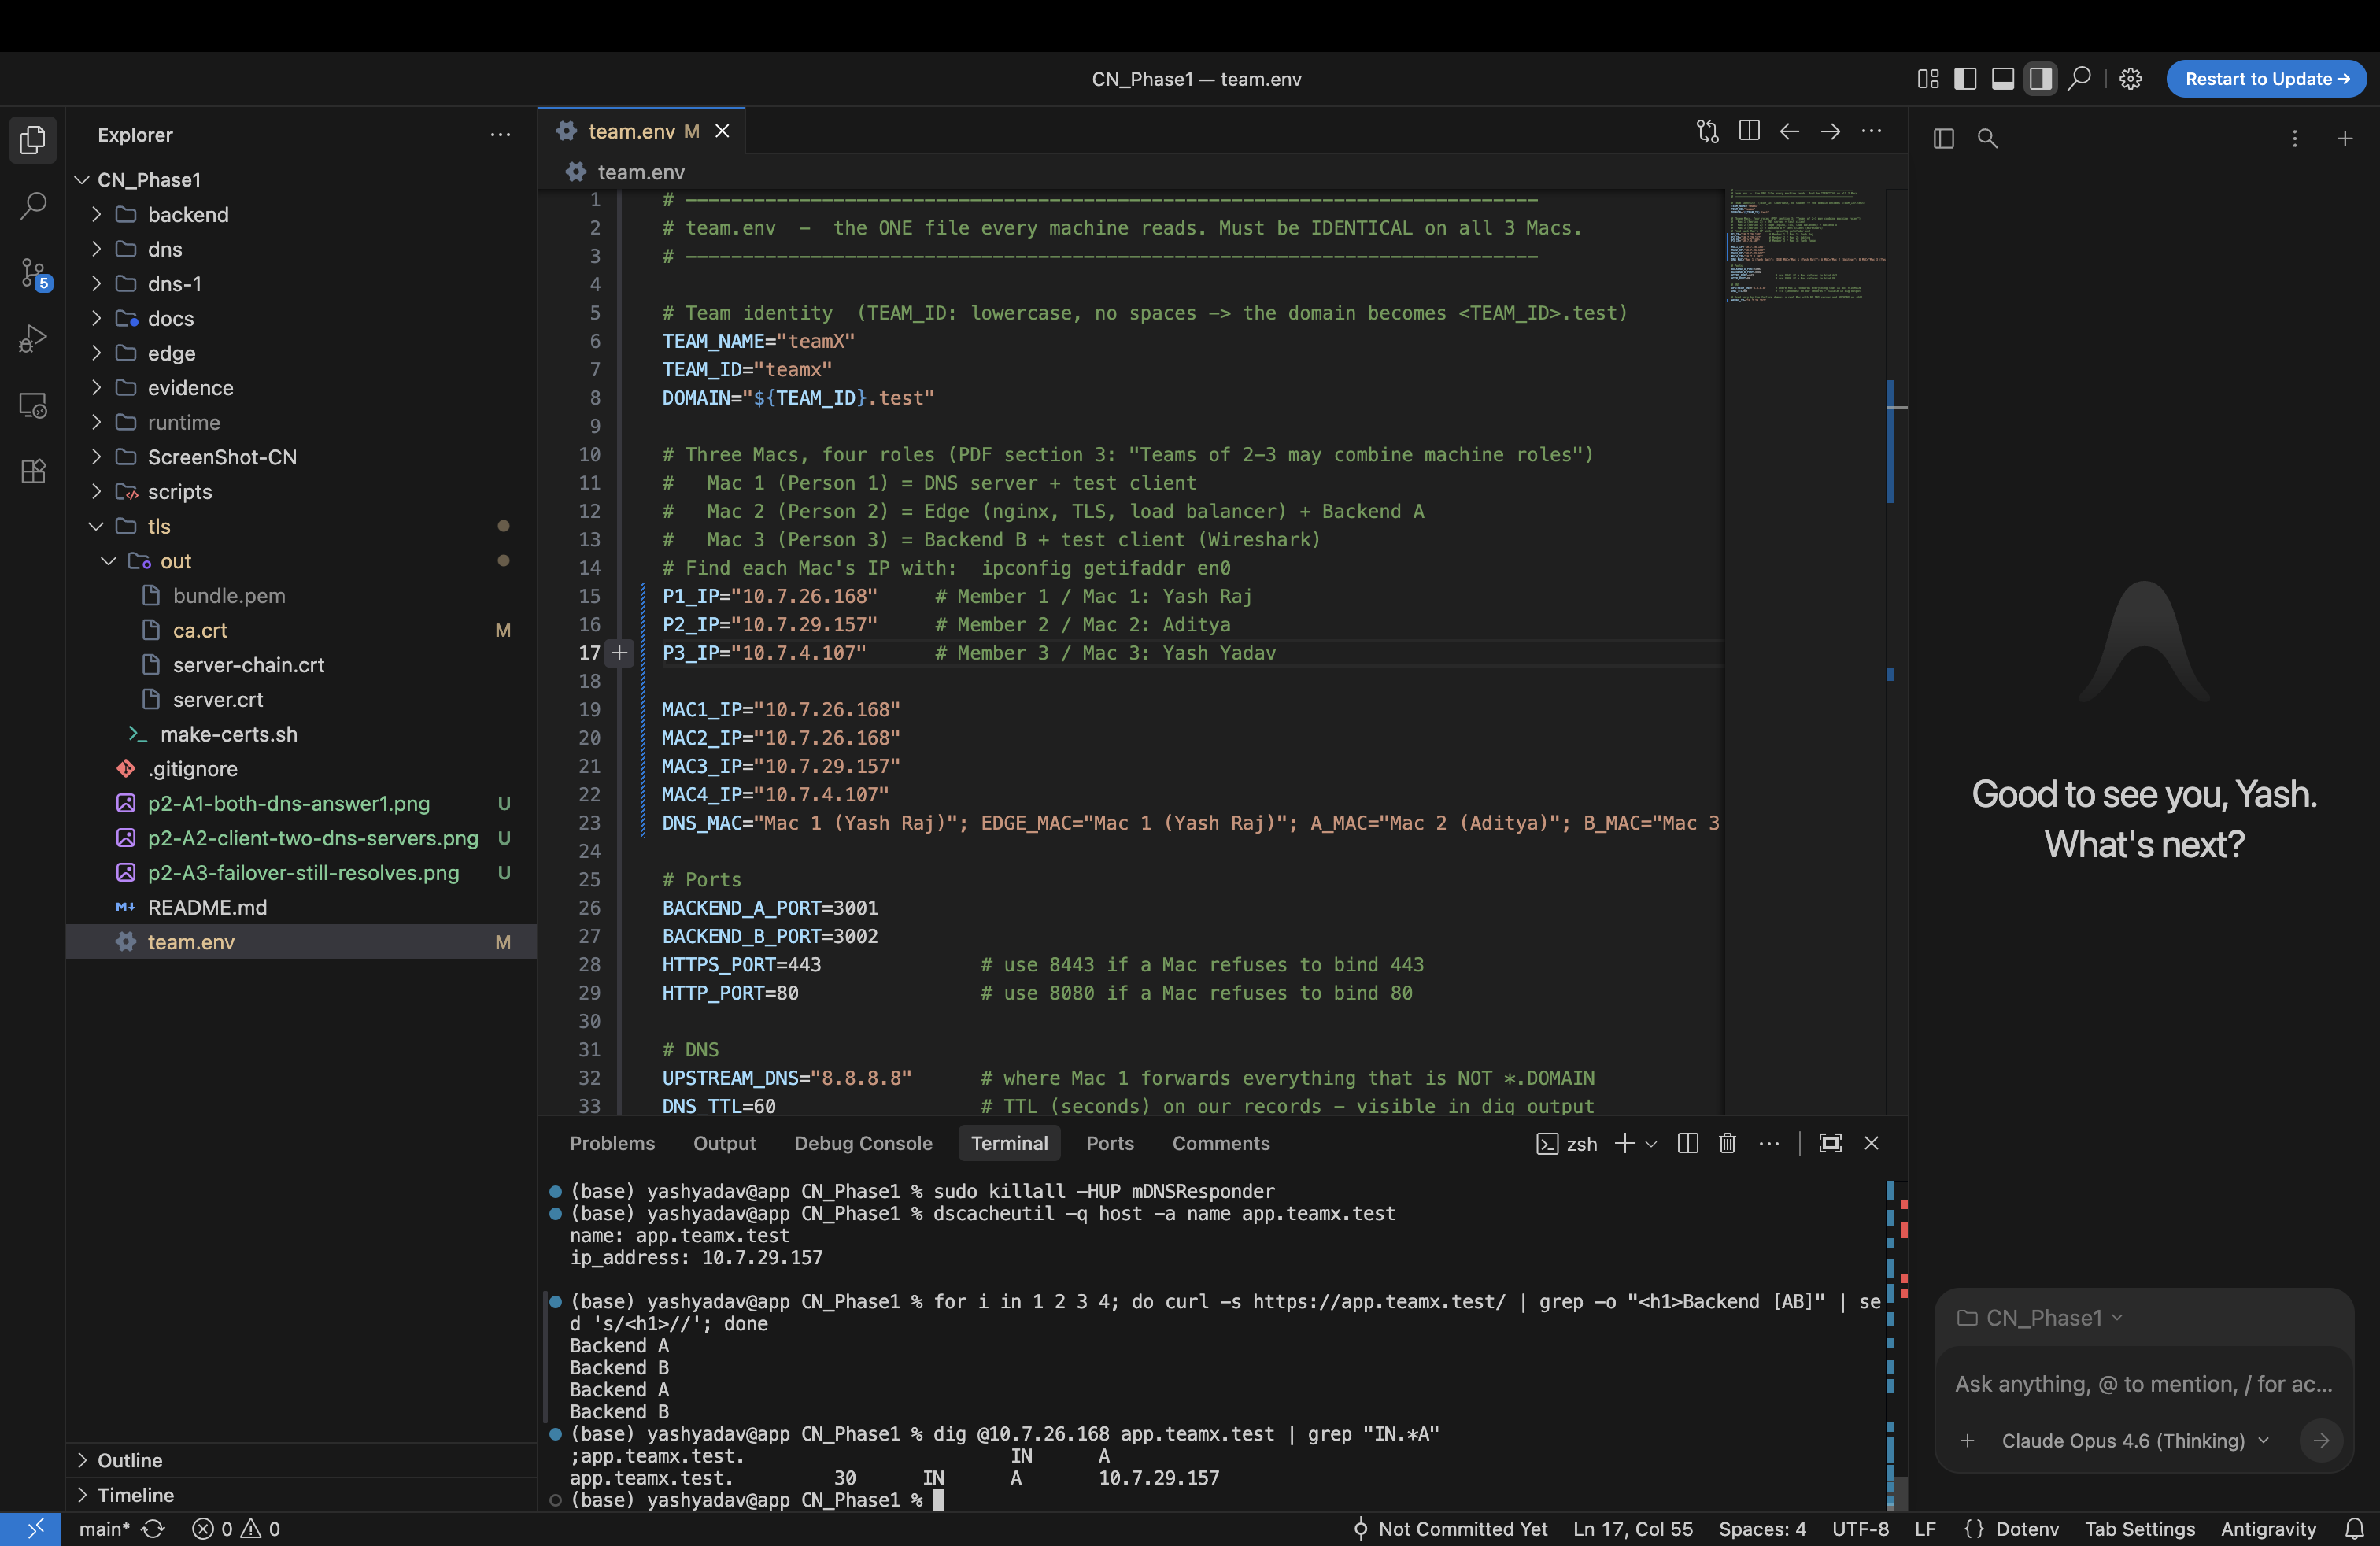 CN_Phase1 — team.env
Restart to Update →
Explorer
CN_Phase1
backend
dns
dns-1
docs
edge
evidence
runtime
ScreenShot-CN
scripts
tls
out
bundle.pem
ca.crt M
server-chain.crt
server.crt
make-certs.sh
.gitignore
p2-A1-both-dns-answer1.png U
p2-A2-client-two-dns-servers.png U
p2-A3-failover-still-resolves.png U
README.md
team.env M
Outline
Timeline
5
team.env M
team.env
1 # ---------------------------------------------------------------------------
2 # team.env - the ONE file every machine reads. Must be IDENTICAL on all 3 Macs.
3 # ---------------------------------------------------------------------------
4
5 # Team identity (TEAM_ID: lowercase, no spaces -> the domain becomes <TEAM_ID>.test)
6 TEAM_NAME="teamX"
7 TEAM_ID="teamx"
8 DOMAIN="${TEAM_ID}.test"
9
10 # Three Macs, four roles (PDF section 3: "Teams of 2-3 may combine machine roles")
11 # Mac 1 (Person 1) = DNS server + test client
12 # Mac 2 (Person 2) = Edge (nginx, TLS, load balancer) + Backend A
13 # Mac 3 (Person 3) = Backend B + test client (Wireshark)
14 # Find each Mac's IP with: ipconfig getifaddr en0
15 P1_IP="10.7.26.168" # Member 1 / Mac 1: Yash Raj
16 P2_IP="10.7.29.157" # Member 2 / Mac 2: Aditya
17 P3_IP="10.7.4.107" # Member 3 / Mac 3: Yash Yadav
18
19 MAC1_IP="10.7.26.168"
20 MAC2_IP="10.7.26.168"
21 MAC3_IP="10.7.29.157"
22 MAC4_IP="10.7.4.107"
23 DNS_MAC="Mac 1 (Yash Raj)"; EDGE_MAC="Mac 1 (Yash Raj)"; A_MAC="Mac 2 (Aditya)"; B_MAC="Mac 3
24
25 # Ports
26 BACKEND_A_PORT=3001
27 BACKEND_B_PORT=3002
28 HTTPS_PORT=443 # use 8443 if a Mac refuses to bind 443
29 HTTP_PORT=80 # use 8080 if a Mac refuses to bind 80
30
31 # DNS
32 UPSTREAM_DNS="8.8.8.8" # where Mac 1 forwards everything that is NOT *.DOMAIN
33 DNS_TTL=60 # TTL (seconds) on our records - visible in dig output
Problems Output Debug Console Terminal Ports Comments
zsh
(base) yashyadav@app CN_Phase1 % sudo killall -HUP mDNSResponder
(base) yashyadav@app CN_Phase1 % dscacheutil -q host -a name app.teamx.test
name: app.teamx.test
ip_address: 10.7.29.157
(base) yashyadav@app CN_Phase1 % for i in 1 2 3 4; do curl -s https://app.teamx.test/ | grep -o "<h1>Backend [AB]" | se
d 's/<h1>//'; done
Backend A
Backend B
Backend A
Backend B
(base) yashyadav@app CN_Phase1 % dig @10.7.26.168 app.teamx.test | grep "IN.*A"
;app.teamx.test. IN A
app.teamx.test. 30 IN A 10.7.29.157
(base) yashyadav@app CN_Phase1 %
Good to see you, Yash.
What's next?
CN_Phase1
Ask anything, @ to mention, / for ac...
Claude Opus 4.6 (Thinking)
main* 0 0
Not Committed Yet Ln 17, Col 55 Spaces: 4 UTF-8 LF {} Dotenv Tab Settings Antigravity